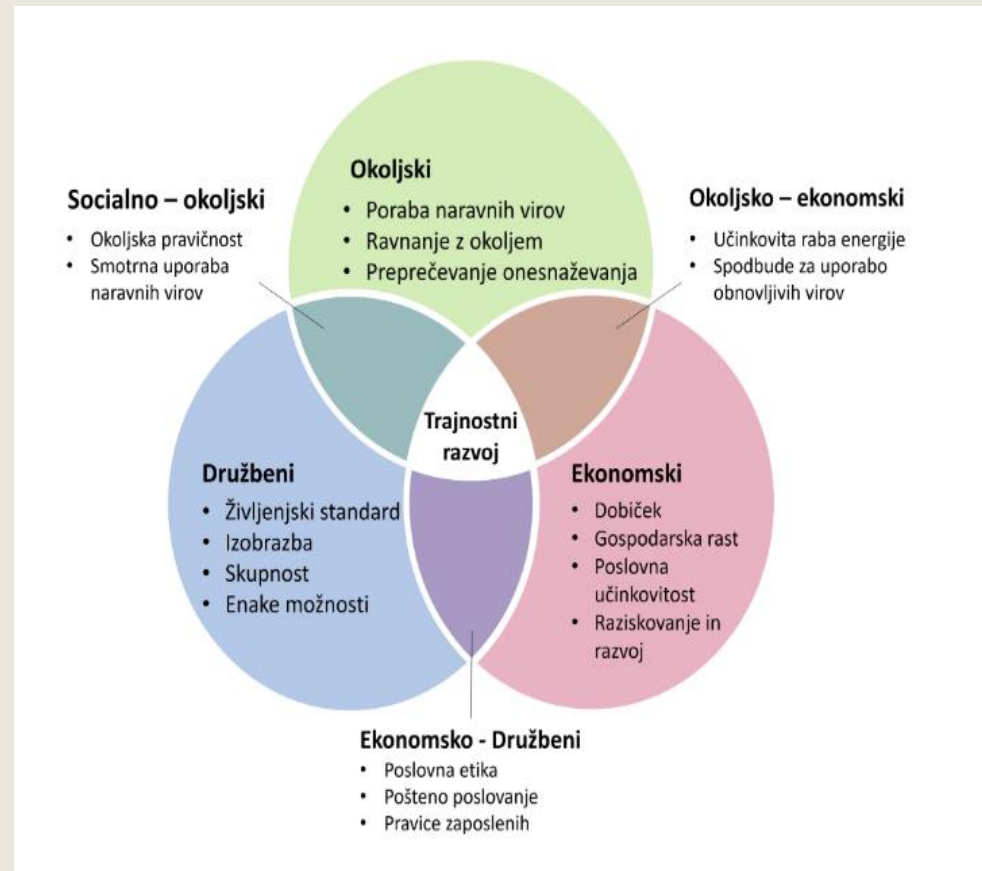 Okoljski
• Poraba naravnih virov
• Ravnanje z okoljem
• Preprečevanje onesnaževanja
Socialno – okoljski
• Okoljska pravičnost
• Smotrna uporaba
naravnih virov
Okoljsko – ekonomski
• Učinkovita raba energije
• Spodbude za uporabo
obnovljivih virov
Trajnostni
razvoj
Družbeni
• Življenjski standard
• Izobrazba
• Skupnost
• Enake možnosti
Ekonomski
• Dobiček
• Gospodarska rast
• Poslovna
učinkovitost
• Raziskovanje in
razvoj
Ekonomsko - Družbeni
• Poslovna etika
• Pošteno poslovanje
• Pravice zaposlenih